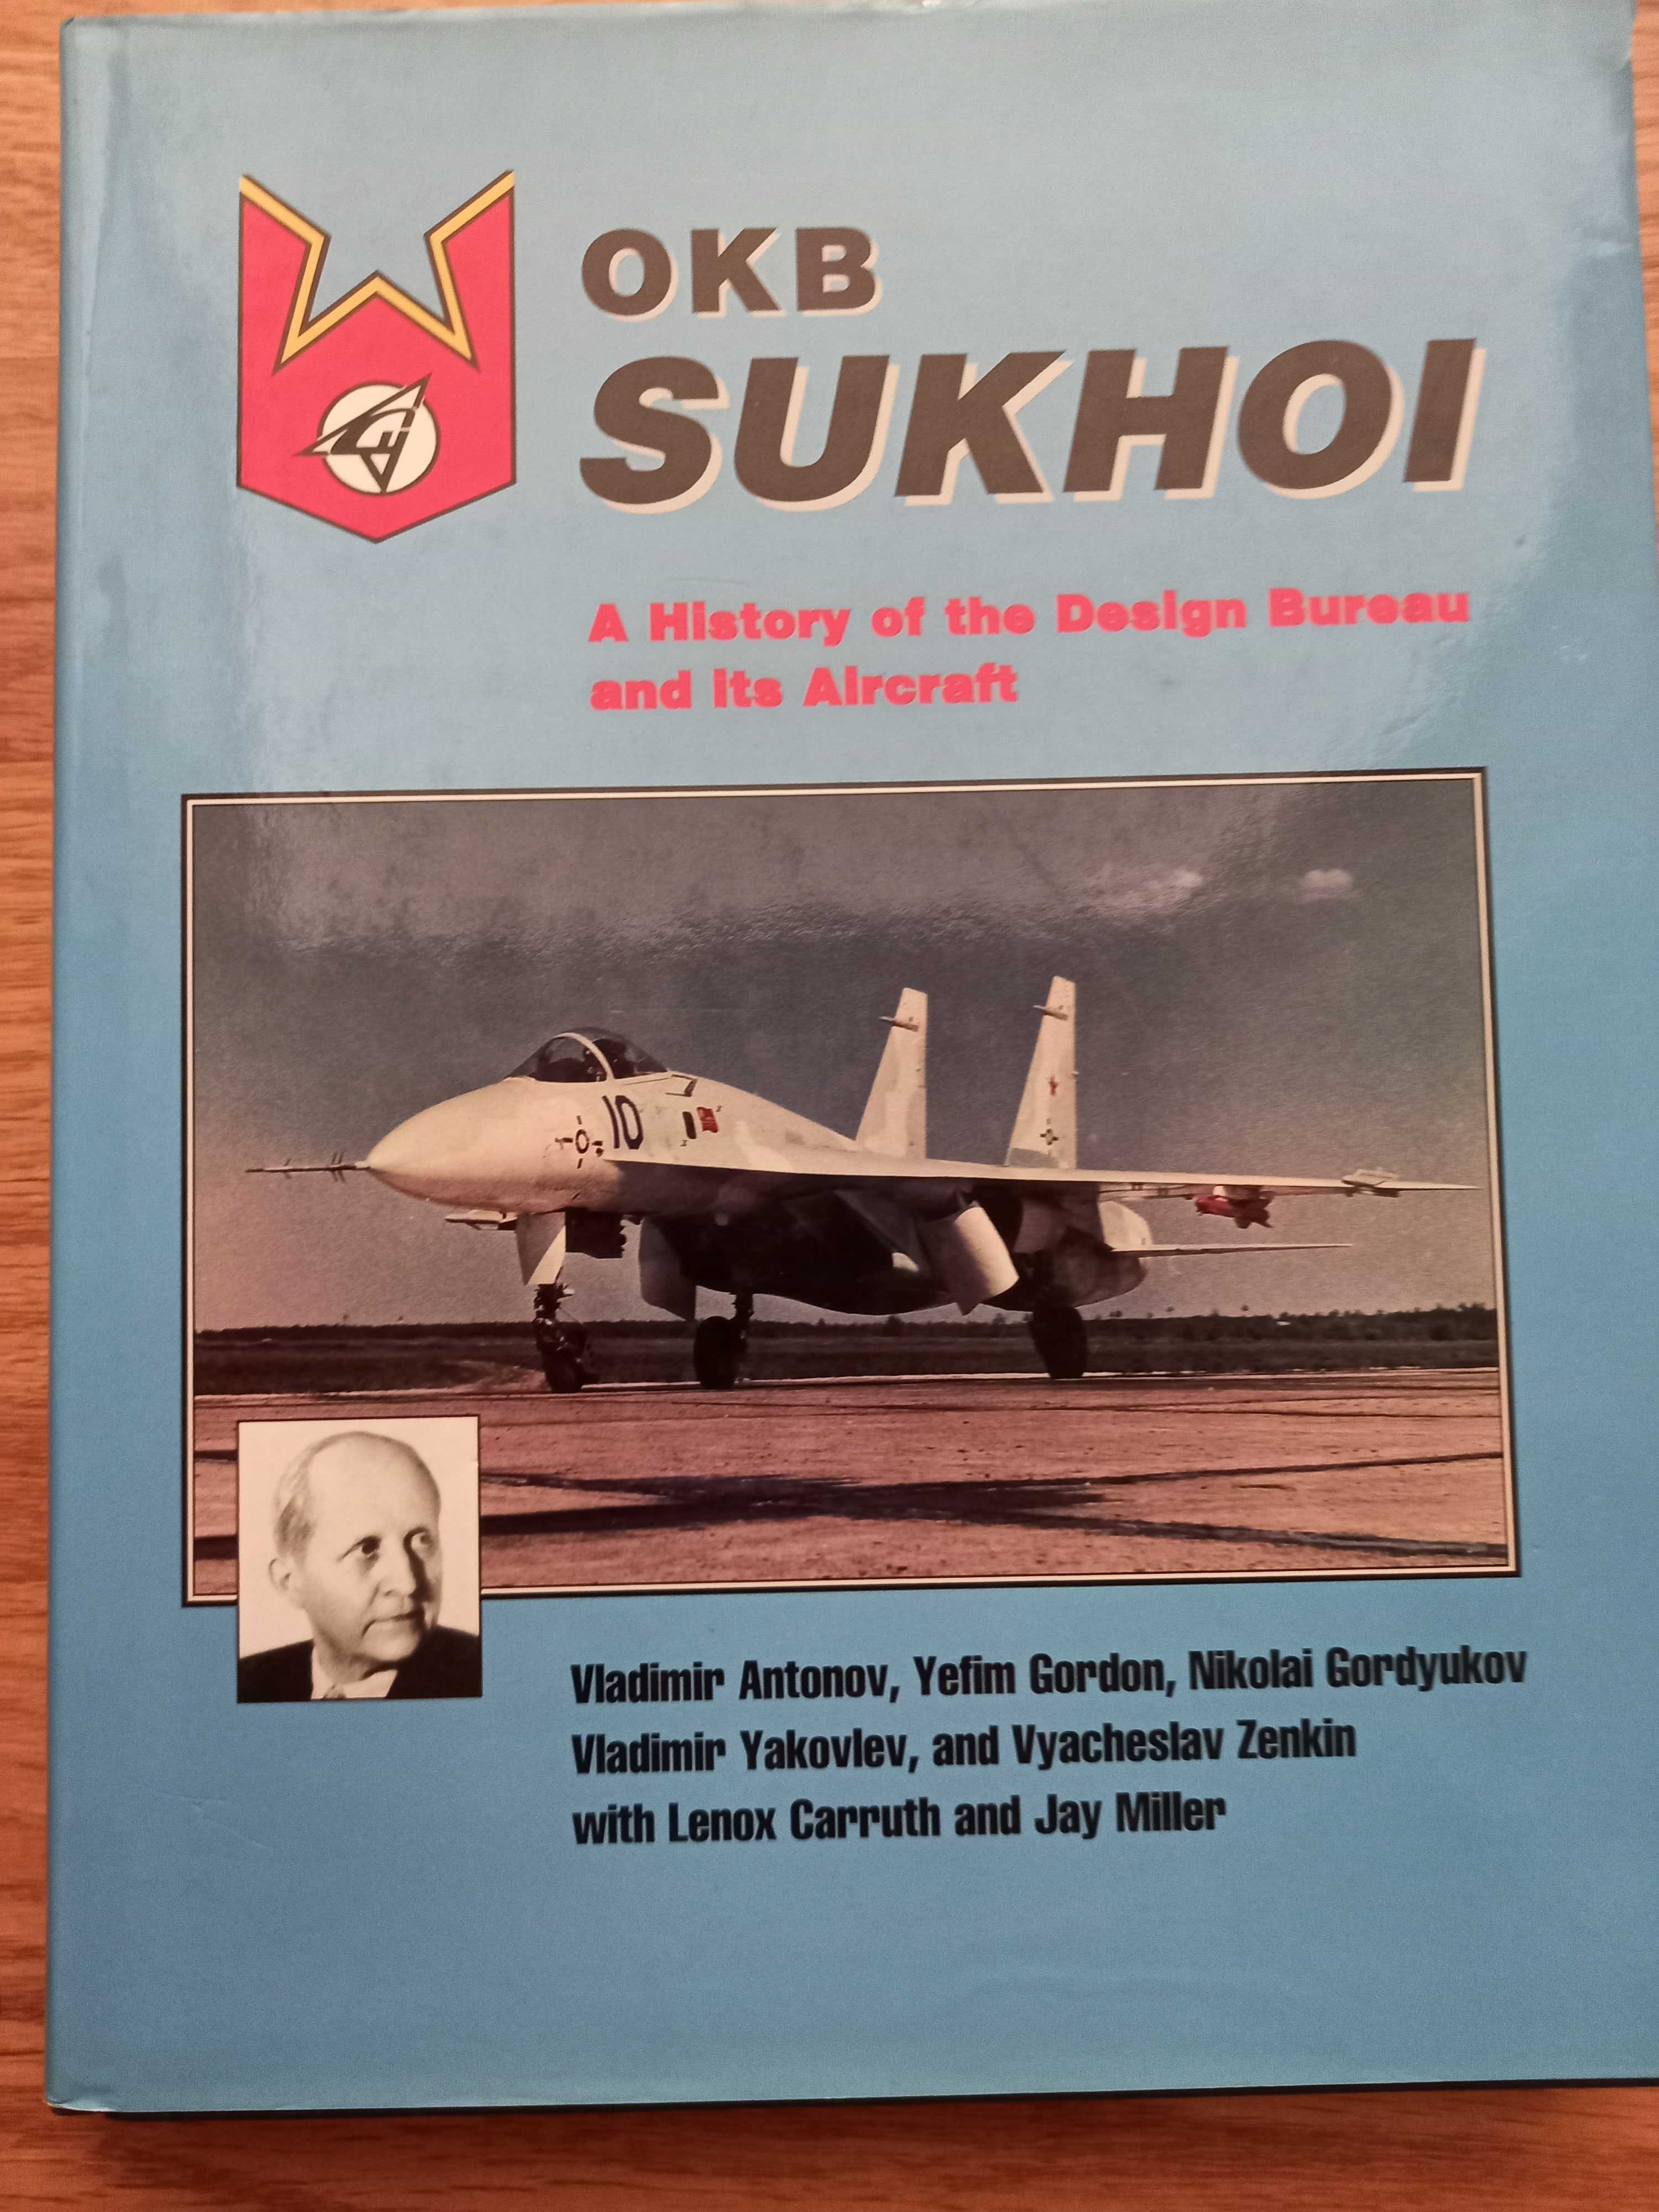 OKB
SUKHOI
A History of the Design Bureau
and its Aircraft
10
Vladimir Antonov, Yefim Gordon, Nikolai Gordyukov
Vladimir Yakovlev, and Vyacheslav Zenkin
with Lenox Carruth and Jay Miller